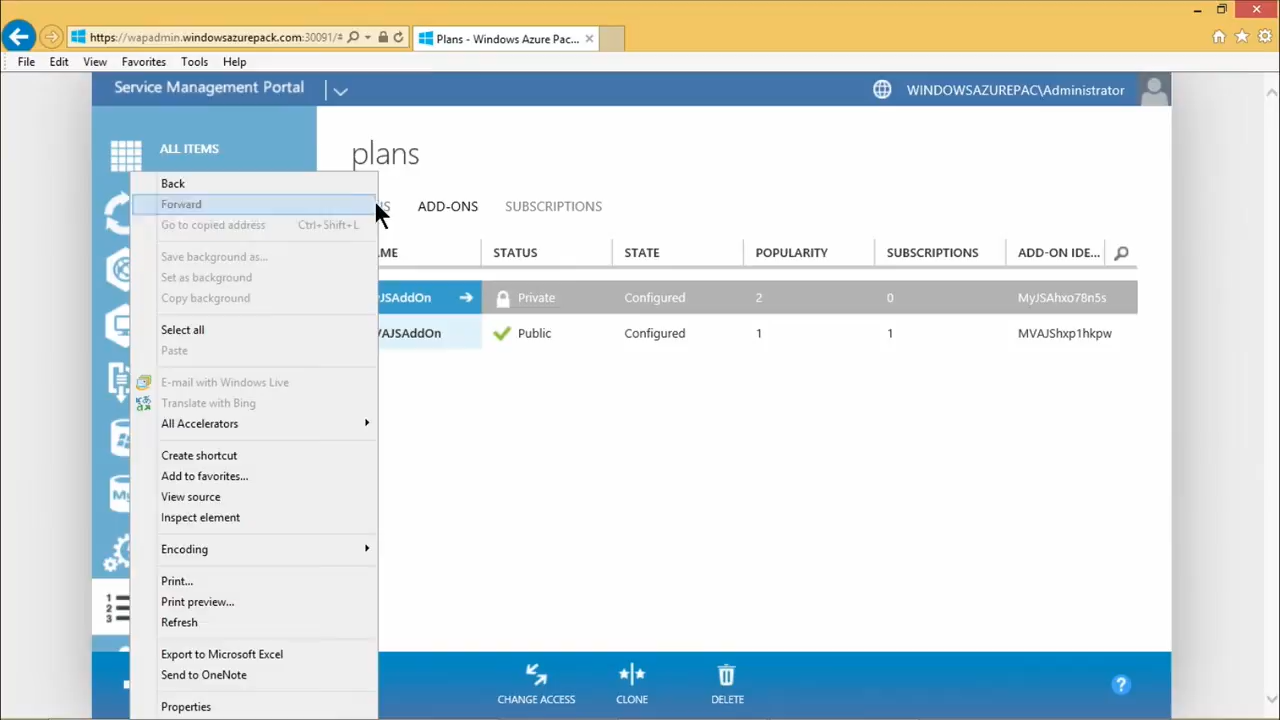 https://wapadmin.windowsazurepack.com:30091/#
Plans - Windows Azure Pac...
File Edit View Favorites Tools Help
Service Management Portal
WINDOWSAZUREPAC\Administrator
ALL ITEMS
plans
ADD-ONS SUBSCRIPTIONS
STATUS STATE POPULARITY SUBSCRIPTIONS ADD-ON IDE...
JSAddOn Private Configured 2 0 MyJSAhxo78n5s
VAJSAddOn Public Configured 1 1 MVAJShxp1hkpw
Back
Forward
Go to copied address Ctrl+Shift+L
Save background as...
Set as background
Copy background
Select all
Paste
E-mail with Windows Live
Translate with Bing
All Accelerators
Create shortcut
Add to favorites...
View source
Inspect element
Encoding
Print...
Print preview...
Refresh
Export to Microsoft Excel
Send to OneNote
Properties
My
1
2
3
CHANGE ACCESS CLONE DELETE
?